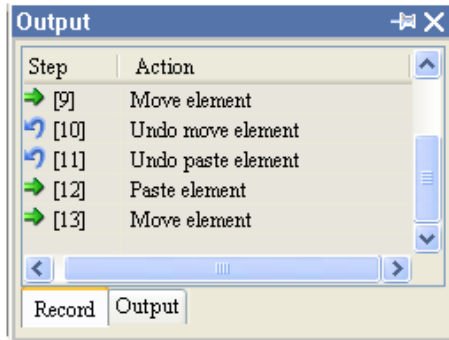 Output
Step Action
[9] Move element
[10] Undo move element
[11] Undo paste element
[12] Paste element
[13] Move element
Record Output